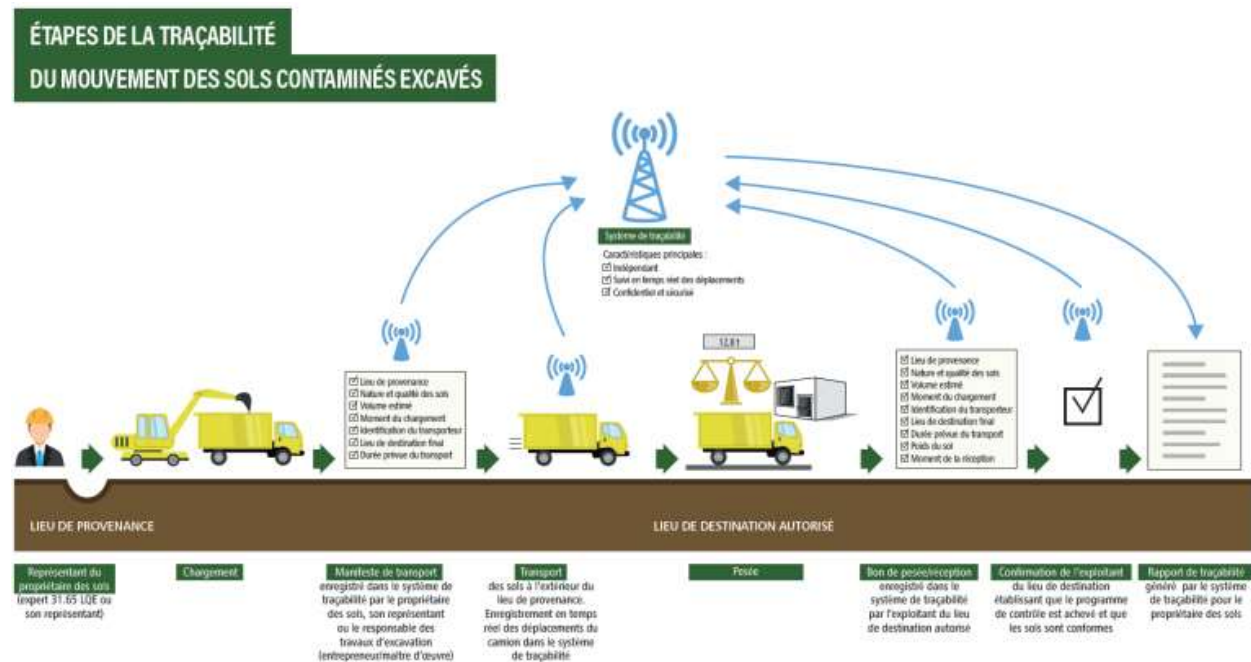 ÉTAPES DE LA TRAÇABILITÉ
DU MOUVEMENT DES SOLS CONTAMINÉS EXCAVÉS
Système de traçabilité
Caractéristiques principales :
Indépendant
Suivi en temps réel des déplacements
Confidentiel et sécurisé
Lieu de provenance
Nature et qualité des sols
Volume estimé
Moment du chargement
Identification du transporteur
Lieu de destination final
Durée prévue du transport
Lieu de provenance
Nature et qualité des sols
Volume estimé
Moment du chargement
Identification du transporteur
Lieu de destination final
Durée prévue du transport
Poids du sol
Moment de la réception
LIEU DE PROVENANCE
LIEU DE DESTINATION AUTORISÉ
Représentant du
propriétaire des sols
(expert 31.65 LQE ou
son représentant)
Chargement
Manifeste de transport
enregistré dans le système de
traçabilité par le propriétaire
des sols, son représentant
ou le responsable des
travaux d'excavation
(entrepreneur/maître d'œuvre)
Transport
des sols à l'extérieur du
lieu de provenance.
Enregistrement en temps
réel des déplacements du
camion dans le système
de traçabilité
Pesée
Bon de pesée/réception
enregistré dans le
système de traçabilité
par l'exploitant du lieu
de destination autorisé
Confirmation de l'exploitant
du lieu de destination
établissant que le programme
de contrôle est achevé et que
les sols sont conformes
Rapport de traçabilité
généré par le système
de traçabilité pour le
propriétaire des sols